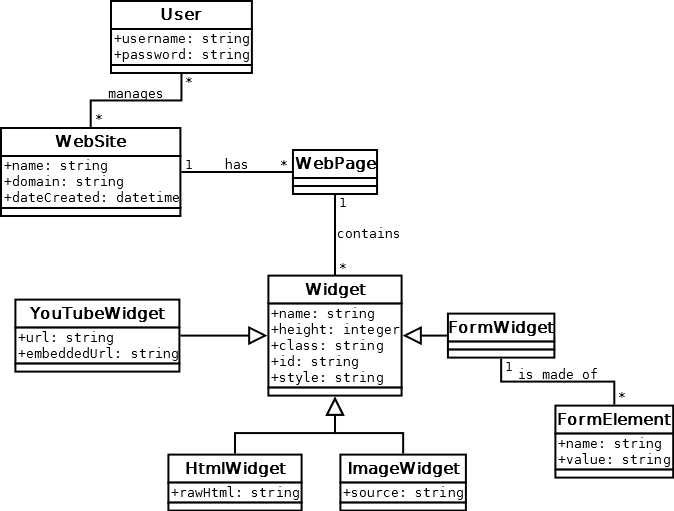 User
+username: string
+password: string
*
manages
*
WebSite
+name: string
+domain: string
+dateCreated: datetime
1 has *
WebPage
1
contains
*
Widget
+name: string
+height: integer
+class: string
+id: string
+style: string
YouTubeWidget
+url: string
+embeddedUrl: string
FormWidget
1
is made of
*
FormElement
+name: string
+value: string
HtmlWidget
+rawHtml: string
ImageWidget
+source: string